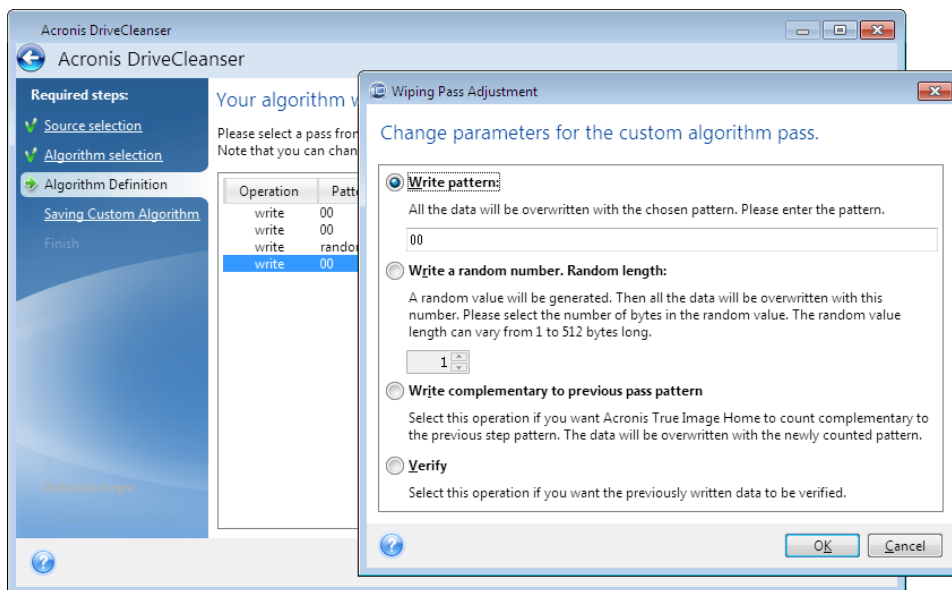 Acronis DriveCleanser
Acronis DriveCleanser
Required steps:
Source selection
Algorithm selection
Algorithm Definition
Saving Custom Algorithm
Finish
Optional steps:
Your algorithm
Please select a pass
Note that you can
Operation
write 00
write 00
write
write 00
Wiping Pass Adjustment
Change parameters for the custom algorithm pass.
Write pattern:
All the data will be overwritten with the chosen pattern. Please enter the pattern.
00
Write a random number. Random length:
A random value will be generated. Then all the data will be overwritten with this
number. Please select the number of bytes in the random value. The random value
length can vary from 1 to 512 bytes long.
1
Write complementary to previous pass pattern
Select this operation if you want Acronis True Image Home to count complementary to
the previous step pattern. The data will be overwritten with the newly counted pattern.
Verify
Select this operation if you want the previously written data to be verified.
OK
Cancel